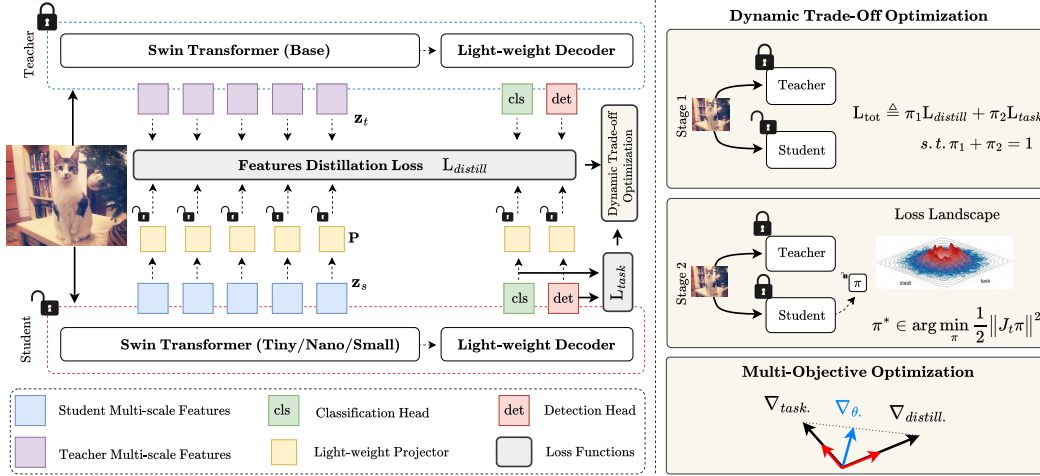 Teacher
Swin Transformer (Base)
Light-weight Decoder
z_t
cls
det
Features Distillation Loss L_distill
Dynamic Trade-off
Optimization
P
z_s
cls
det
L_task
Student
Swin Transformer (Tiny/Nano/Small)
Light-weight Decoder
Student Multi-scale Features
cls
Classification Head
det
Detection Head
Teacher Multi-scale Features
Light-weight Projector
Loss Functions
Dynamic Trade-Off Optimization
Stage 1
Teacher
Student
L_tot ≜ π_1 L_distill + π_2 L_task
s.t. π_1 + π_2 = 1
Stage 2
Teacher
Student
π
Loss Landscape
distill
task
π* ∈ arg min_π 1/2 ‖J_t π‖²
Multi-Objective Optimization
∇_task.
∇_θ.
∇_distill.